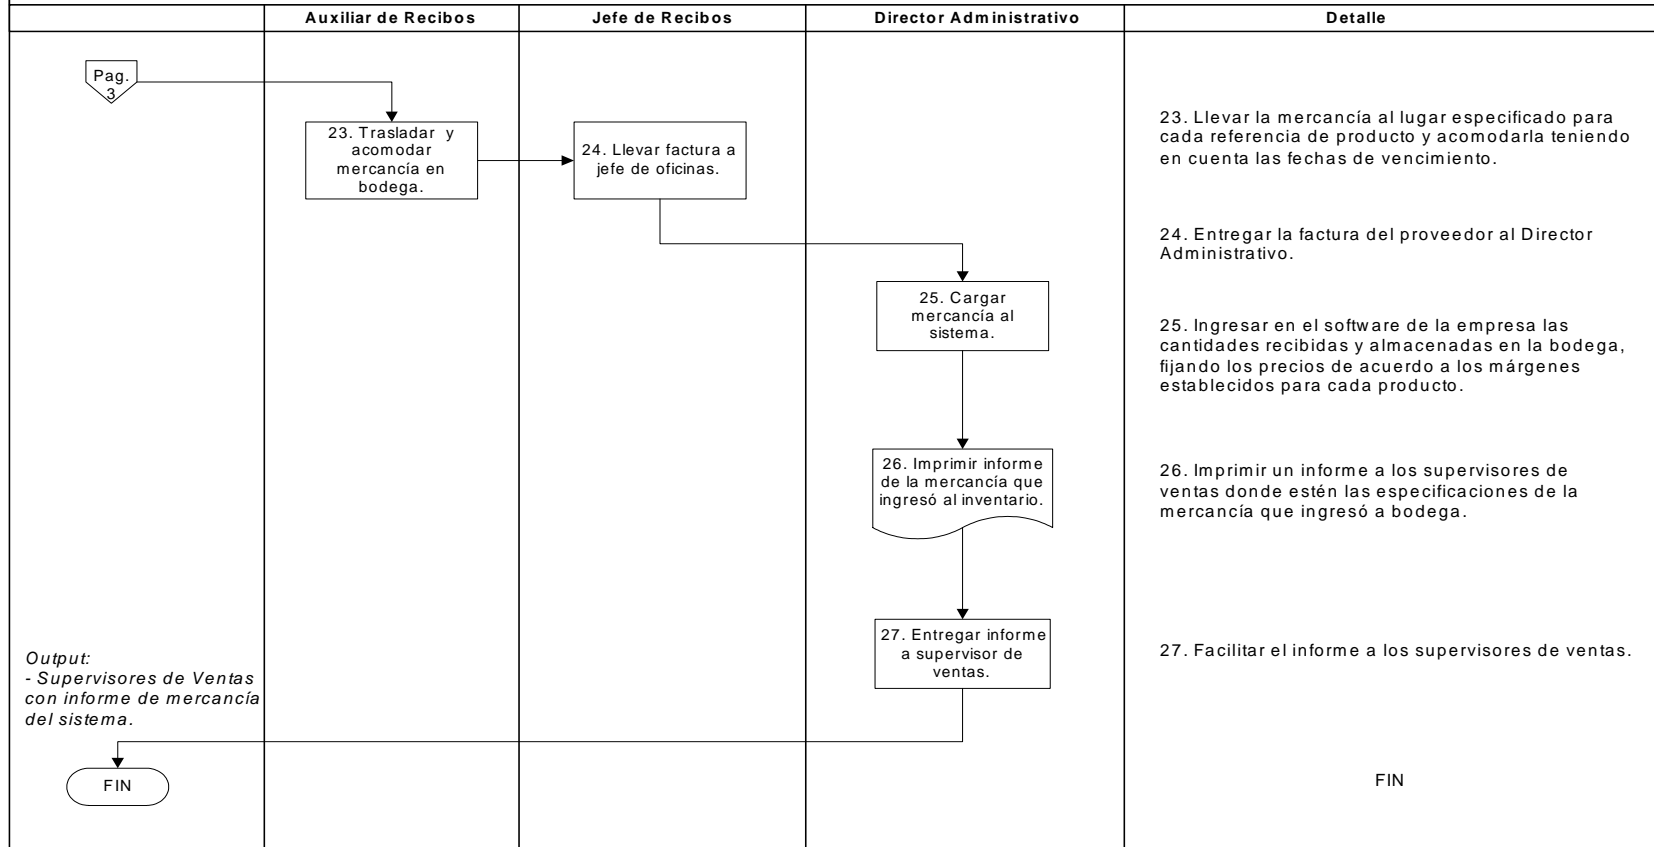 Auxiliar de Recibos
Jefe de Recibos
Director Administrativo
Detalle
Pag.
3
23. Trasladar y
acomodar
mercancía en
bodega.
24. Llevar factura a
jefe de oficinas.
23. Llevar la mercancía al lugar especificado para
cada referencia de producto y acomodarla teniendo
en cuenta las fechas de vencimiento.
24. Entregar la factura del proveedor al Director
Administrativo.
25. Cargar
mercancía al
sistema.
25. Ingresar en el software de la empresa las
cantidades recibidas y almacenadas en la bodega,
fijando los precios de acuerdo a los márgenes
establecidos para cada producto.
26. Imprimir informe
de la mercancía que
ingresó al inventario.
26. Imprimir un informe a los supervisores de
ventas donde estén las especificaciones de la
mercancía que ingresó a bodega.
27. Entregar informe
a supervisor de
ventas.
27. Facilitar el informe a los supervisores de ventas.
Output:
- Supervisores de Ventas
con informe de mercancía
del sistema.
FIN
FIN